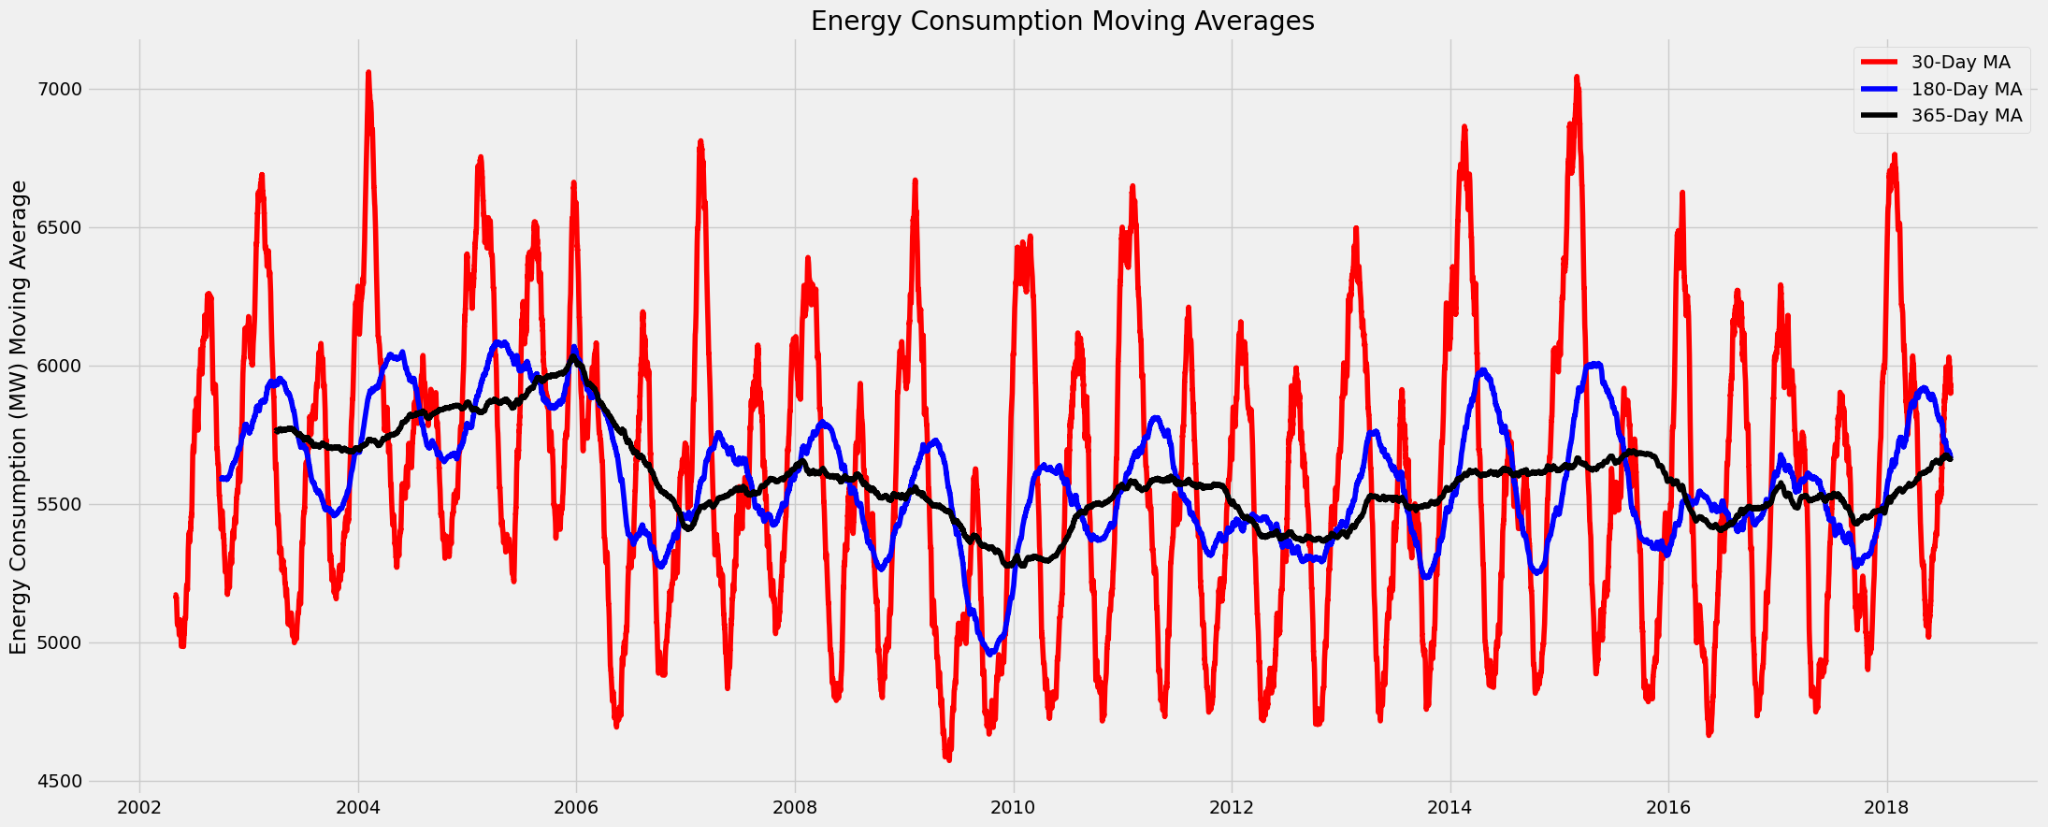 Energy Consumption Moving Averages
30-Day MA
180-Day MA
365-Day MA
Energy Consumption (MW) Moving Average
7000
6500
6000
5500
5000
4500
2002 2004 2006 2008 2010 2012 2014 2016 2018